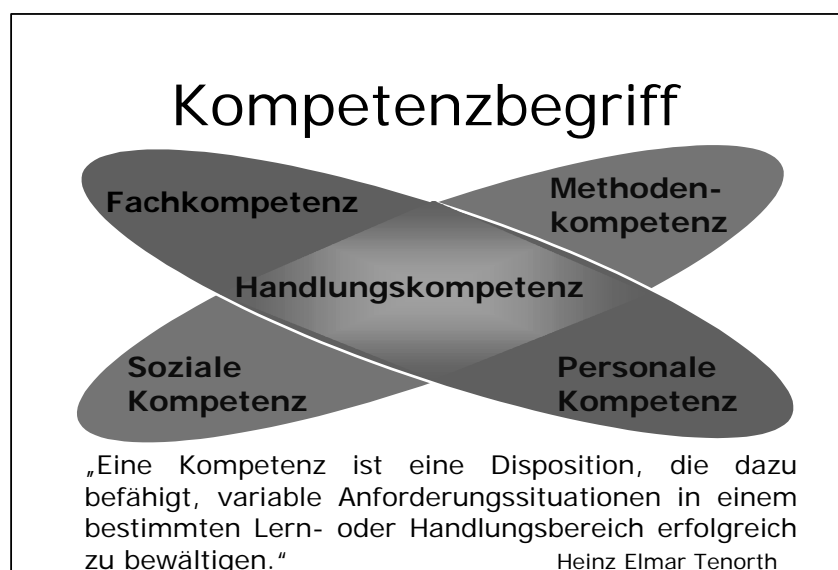 Kompetenzbegriff
Fachkompetenz
Methoden-
kompetenz
Handlungskompetenz
Soziale
Kompetenz
Personale
Kompetenz
„Eine Kompetenz ist eine Disposition, die dazu
befähigt, variable Anforderungssituationen in einem
bestimmten Lern- oder Handlungsbereich erfolgreich
zu bewältigen.“ Heinz Elmar Tenorth